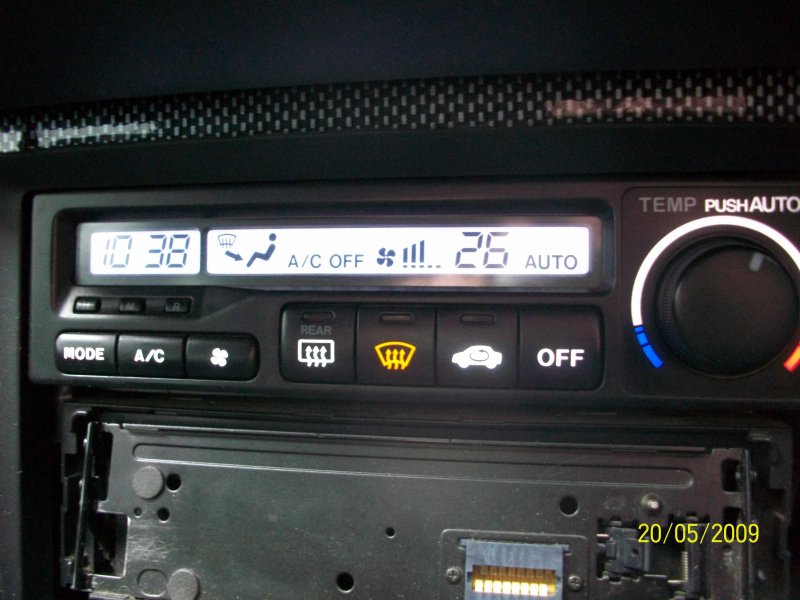 TEMP PUSH AUTO
10 38 A/C OFF 26 AUTO
H M R
REAR
MODE A/C OFF
20/05/2009